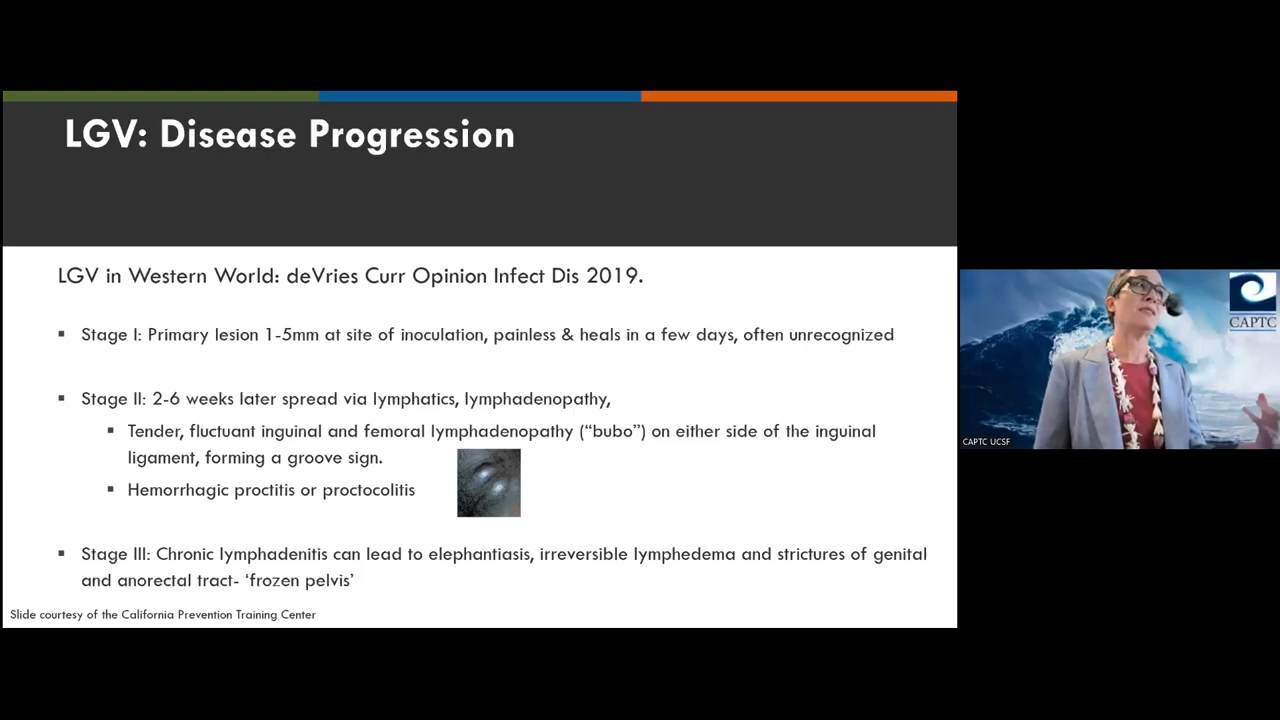 LGV: Disease Progression
LGV in Western World: deVries Curr Opinion Infect Dis 2019.
▪ Stage I: Primary lesion 1-5mm at site of inoculation, painless & heals in a few days, often unrecognized
▪ Stage II: 2-6 weeks later spread via lymphatics, lymphadenopathy,
▪ Tender, fluctuant inguinal and femoral lymphadenopathy (“bubo”) on either side of the inguinal
ligament, forming a groove sign.
▪ Hemorrhagic proctitis or proctocolitis
▪ Stage III: Chronic lymphadenitis can lead to elephantiasis, irreversible lymphedema and strictures of genital
and anorectal tract- ‘frozen pelvis’
Slide courtesy of the California Prevention Training Center
CAPTC
CAPTC UCSF